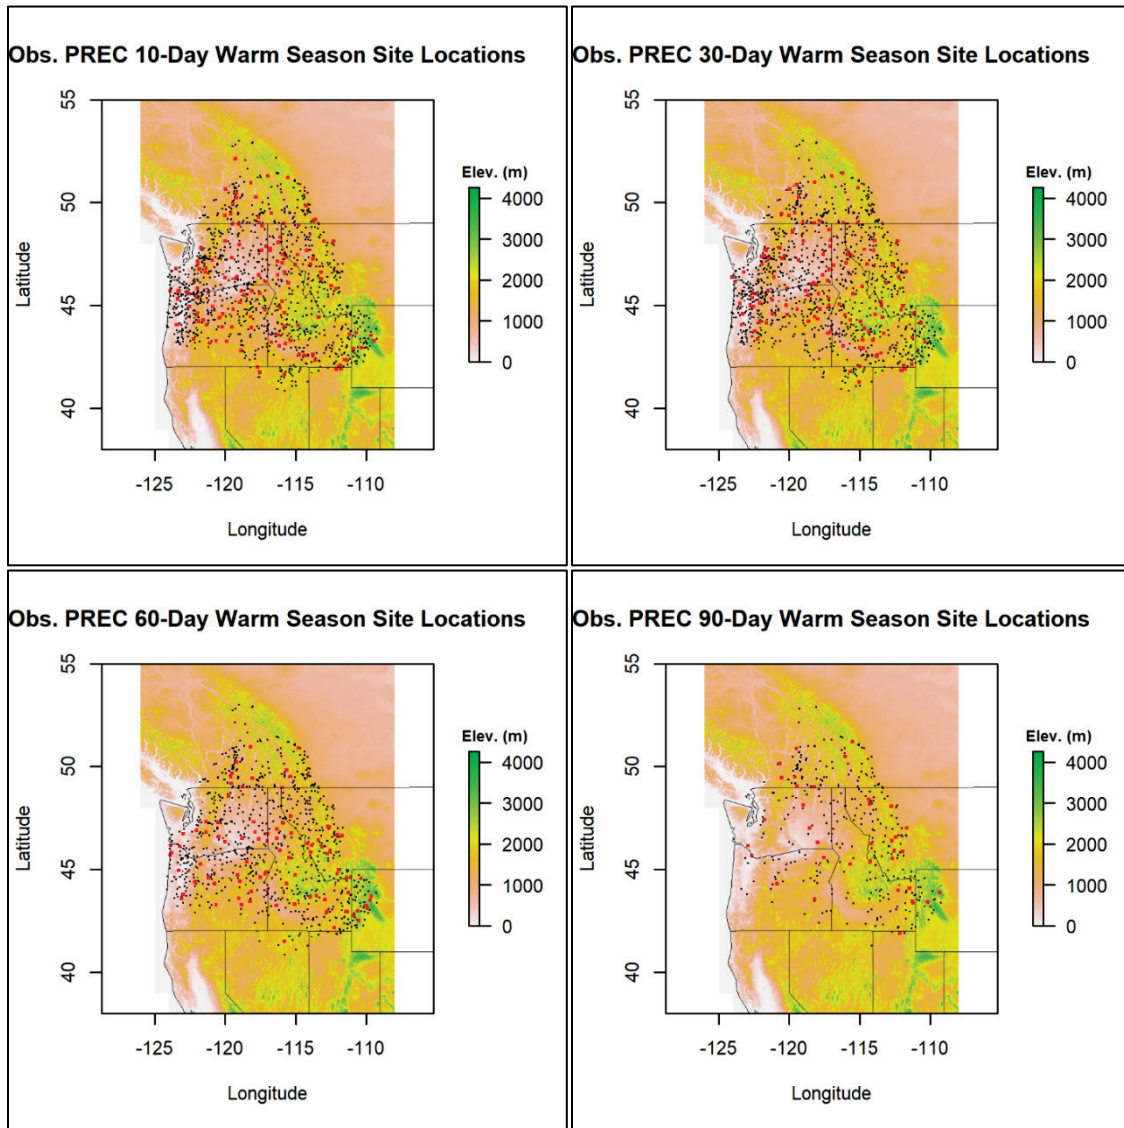 Obs. PREC 10-Day Warm Season Site Locations
55
50
45
40
Latitude
-125 -120 -115 -110
Longitude
Elev. (m)
4000
3000
2000
1000
0
Obs. PREC 30-Day Warm Season Site Locations
55
50
45
40
Latitude
-125 -120 -115 -110
Longitude
Elev. (m)
4000
3000
2000
1000
0
Obs. PREC 60-Day Warm Season Site Locations
55
50
45
40
Latitude
-125 -120 -115 -110
Longitude
Elev. (m)
4000
3000
2000
1000
0
Obs. PREC 90-Day Warm Season Site Locations
55
50
45
40
Latitude
-125 -120 -115 -110
Longitude
Elev. (m)
4000
3000
2000
1000
0